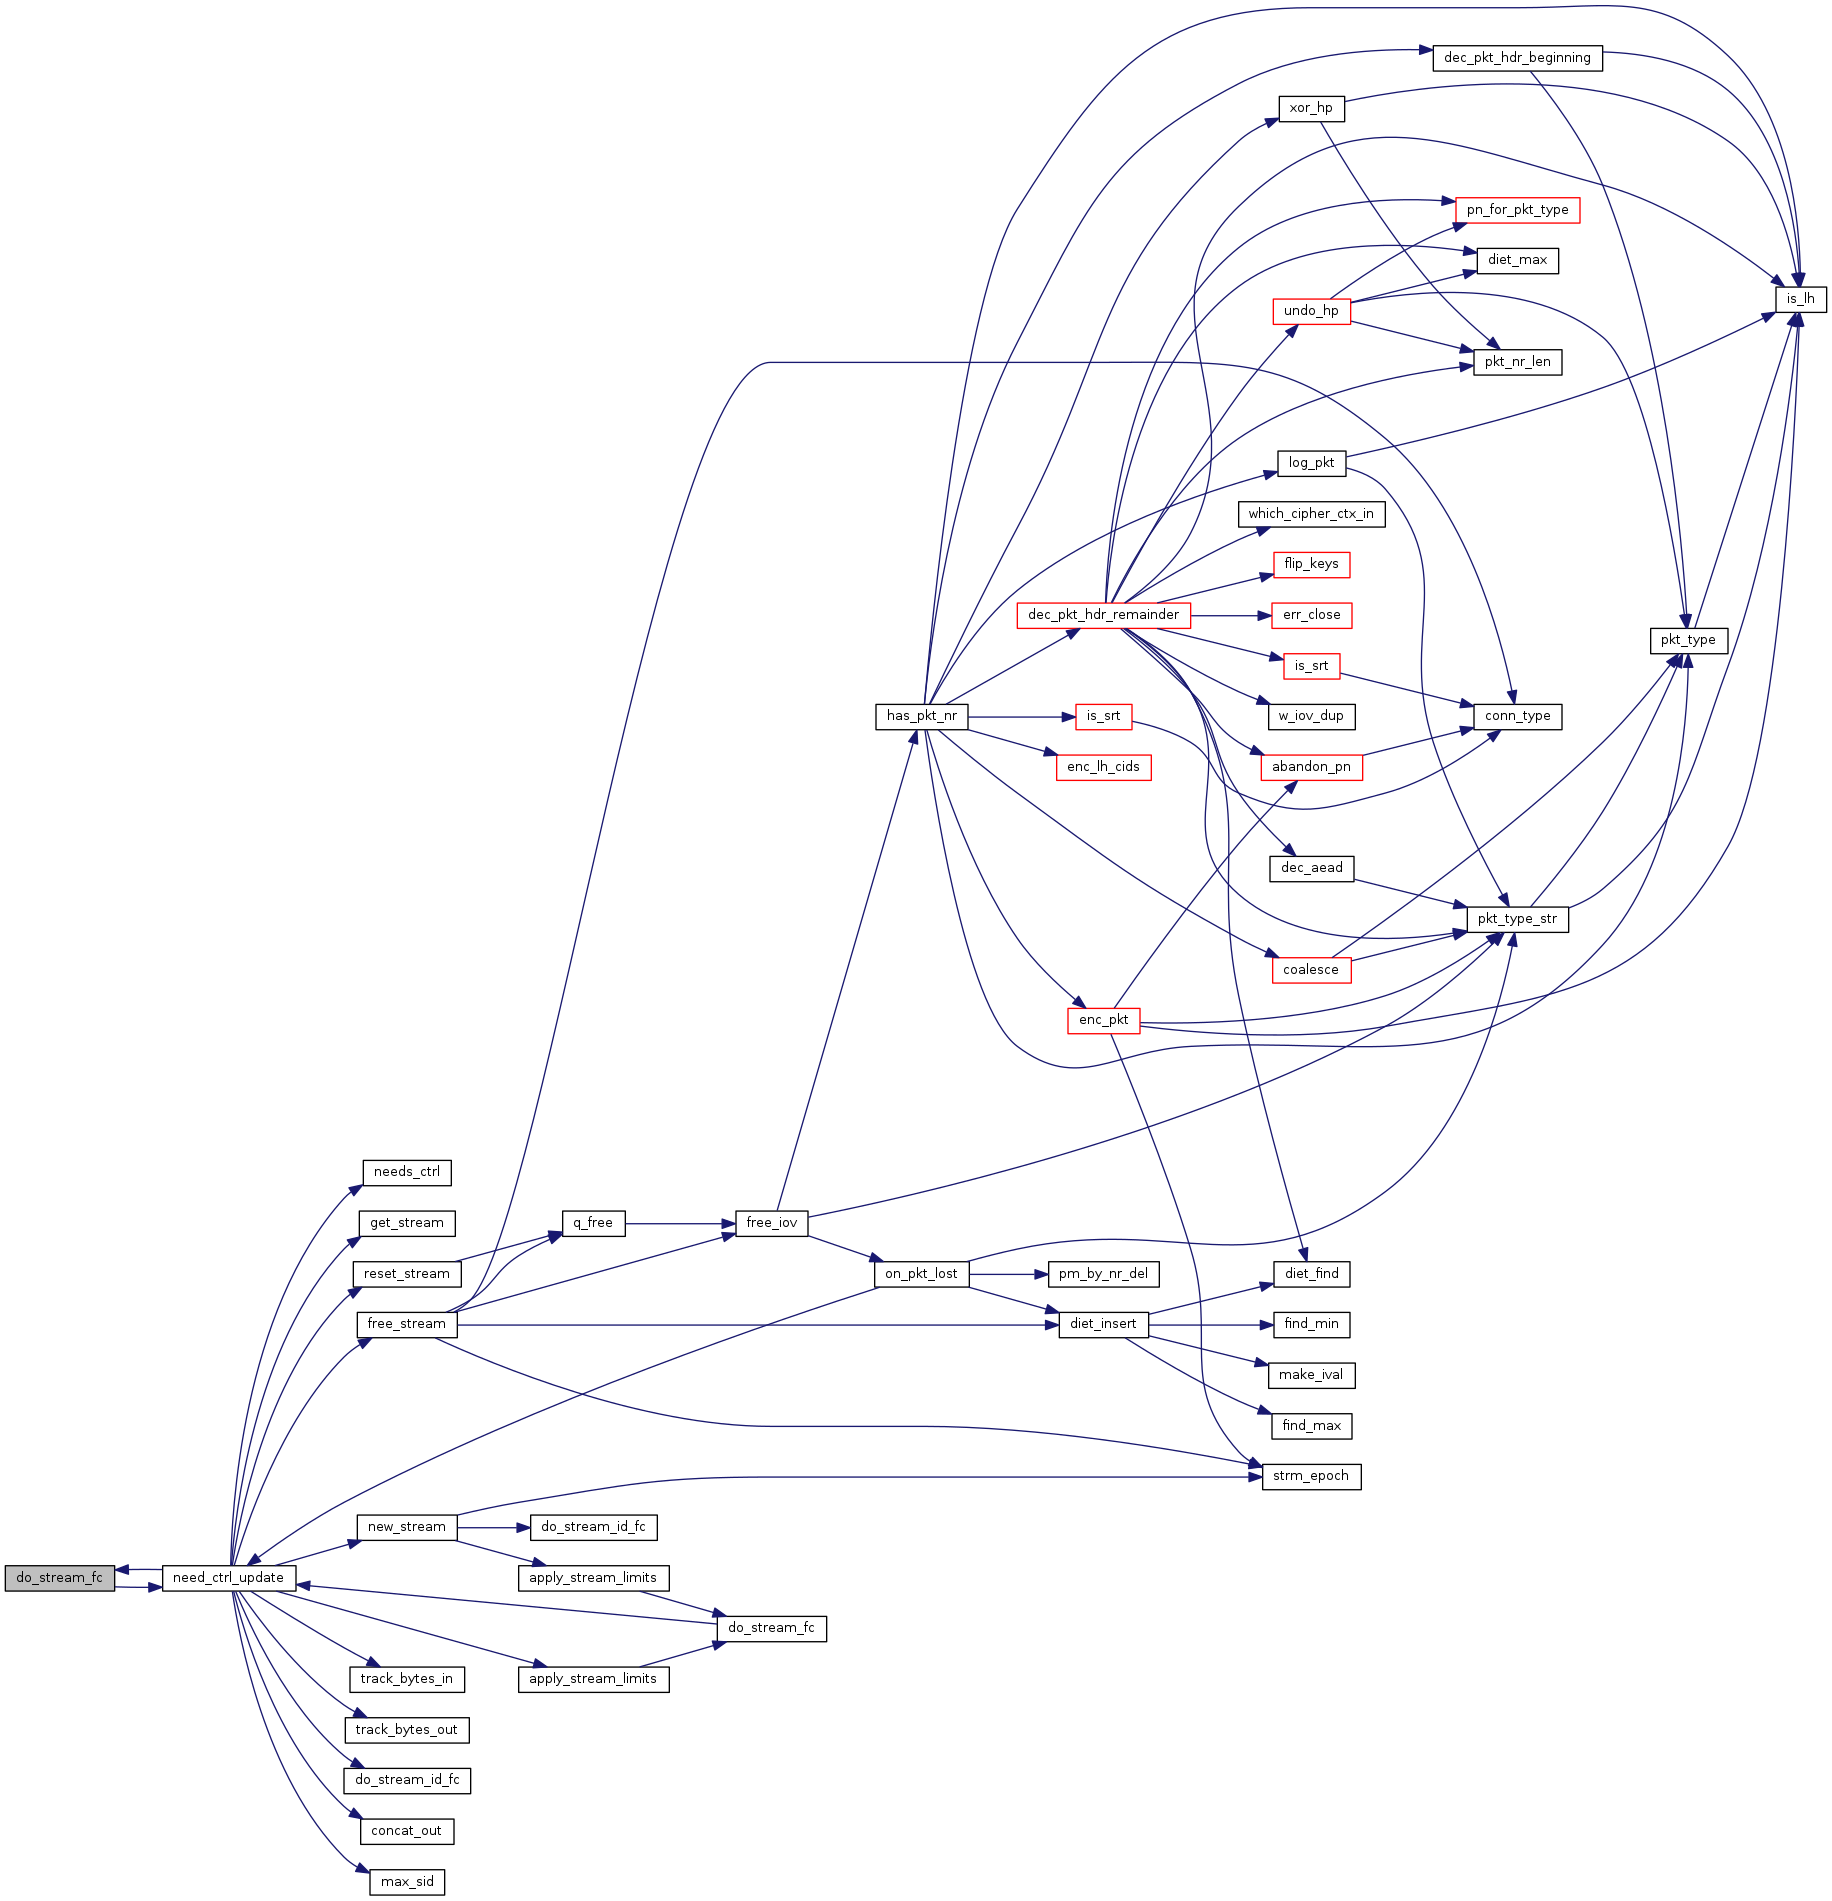 dec_pkt_hdr_beginning
xor_hp
pn_for_pkt_type
diet_max
is_lh
undo_hp
pkt_nr_len
log_pkt
which_cipher_ctx_in
flip_keys
dec_pkt_hdr_remainder
err_close
pkt_type
is_srt
has_pkt_nr
is_srt
w_iov_dup
conn_type
enc_lh_cids
abandon_pn
dec_aead
pkt_type_str
coalesce
enc_pkt
needs_ctrl
get_stream
q_free
free_iov
reset_stream
on_pkt_lost
pm_by_nr_del
diet_find
free_stream
diet_insert
find_min
make_ival
find_max
strm_epoch
new_stream
do_stream_id_fc
do_stream_fc
need_ctrl_update
apply_stream_limits
do_stream_fc
track_bytes_in
apply_stream_limits
track_bytes_out
do_stream_id_fc
concat_out
max_sid